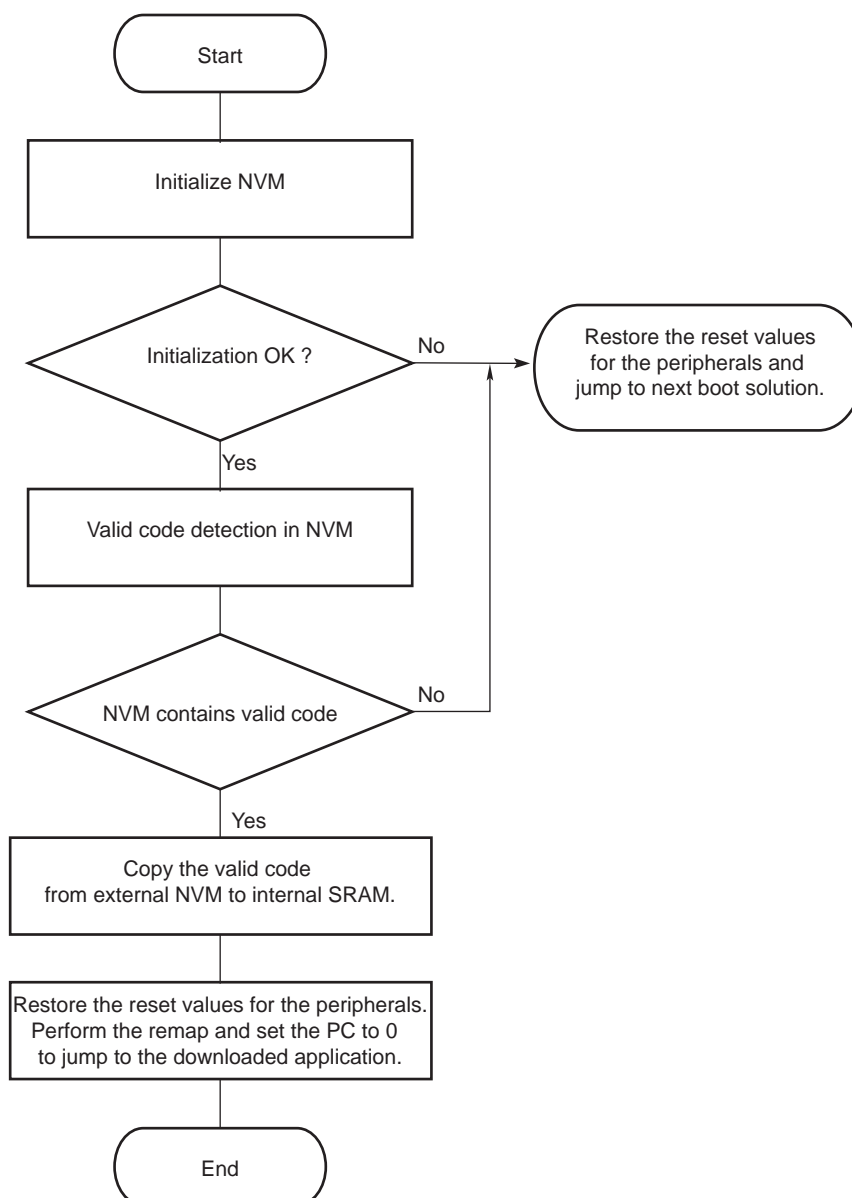 Start
Initialize NVM
Initialization OK ?
No
Restore the reset values
for the peripherals and
jump to next boot solution.
Yes
Valid code detection in NVM
NVM contains valid code
No
Yes
Copy the valid code
from external NVM to internal SRAM.
Restore the reset values for the peripherals.
Perform the remap and set the PC to 0
to jump to the downloaded application.
End